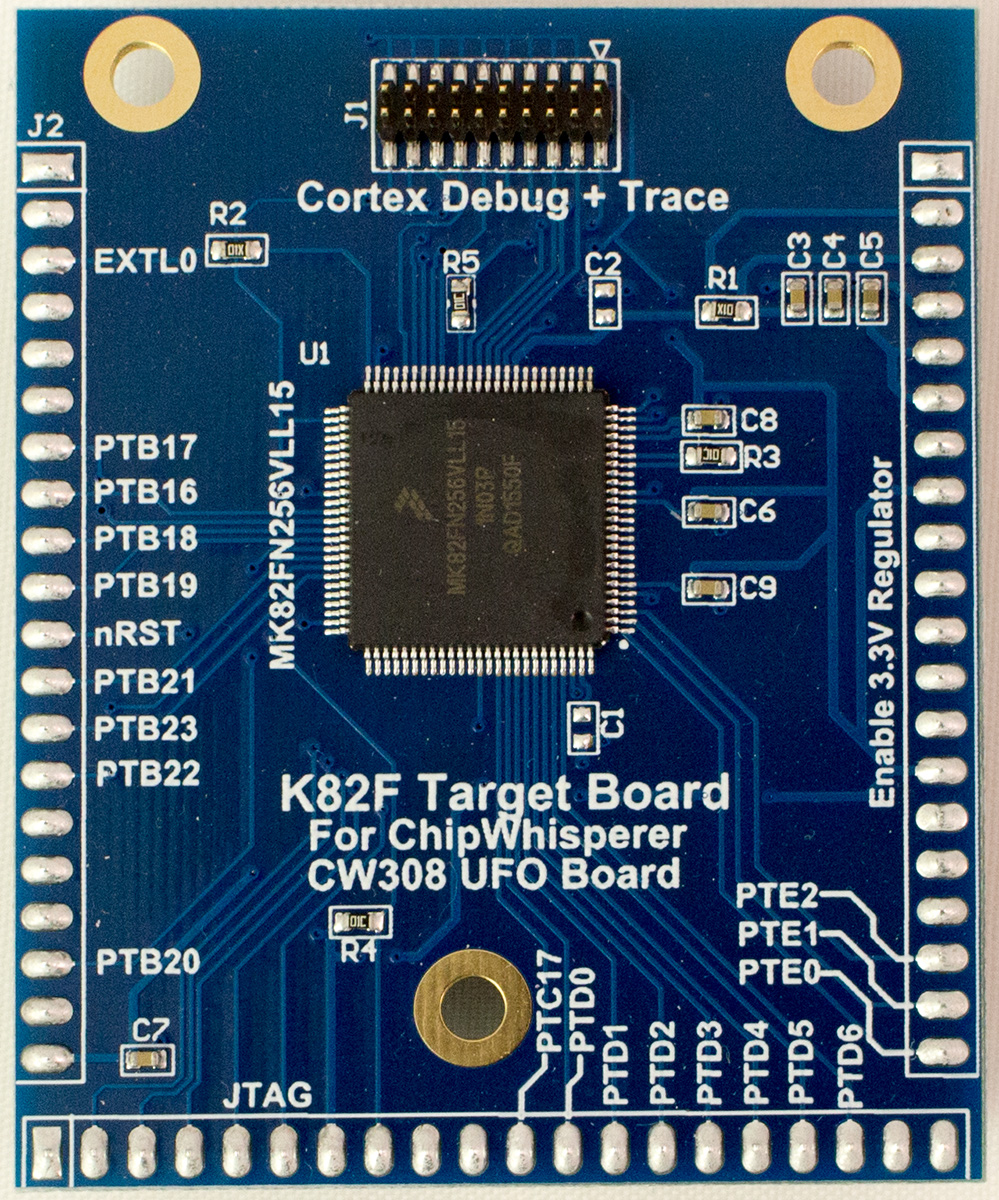 J1
J2
Cortex Debug + Trace
R2
EXTL0
R5
C2
R1
C3
C4
C5
U1
MK82FN256VLL15
MK82FN256VLL15
1N03P
QAD1550F
C8
R3
C6
C9
PTB17
PTB16
PTB18
PTB19
nRST
PTB21
PTB23
PTB22
Enable 3.3V Regulator
C1
K82F Target Board
For ChipWhisperer
CW308 UFO Board
R4
PTE2
PTE1
PTE0
PTB20
C7
JTAG
PTC17
PTD0
PTD1
PTD2
PTD3
PTD4
PTD5
PTD6